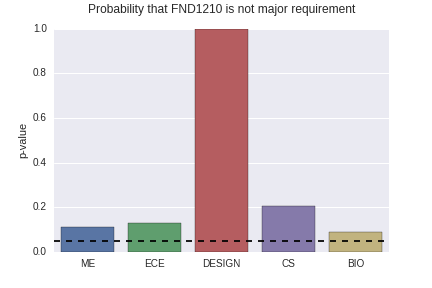 Probability that FND1210 is not major requirement
1.0
0.8
0.6
0.4
0.2
0.0
p-value
ME ECE DESIGN CS BIO